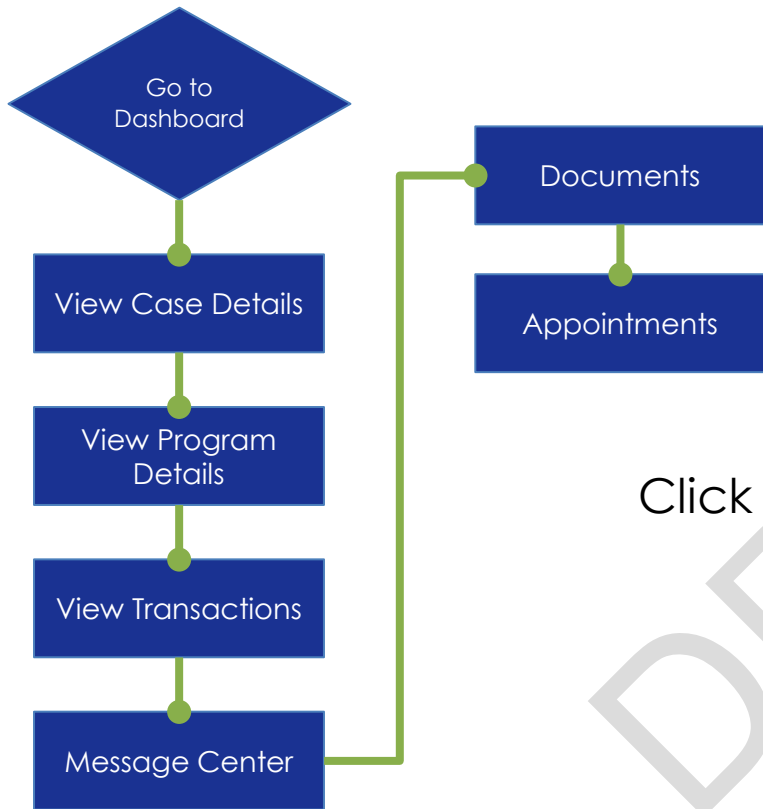 Go to
Dashboard
View Case Details
View Program
Details
View Transactions
Message Center
Documents
Appointments
Click